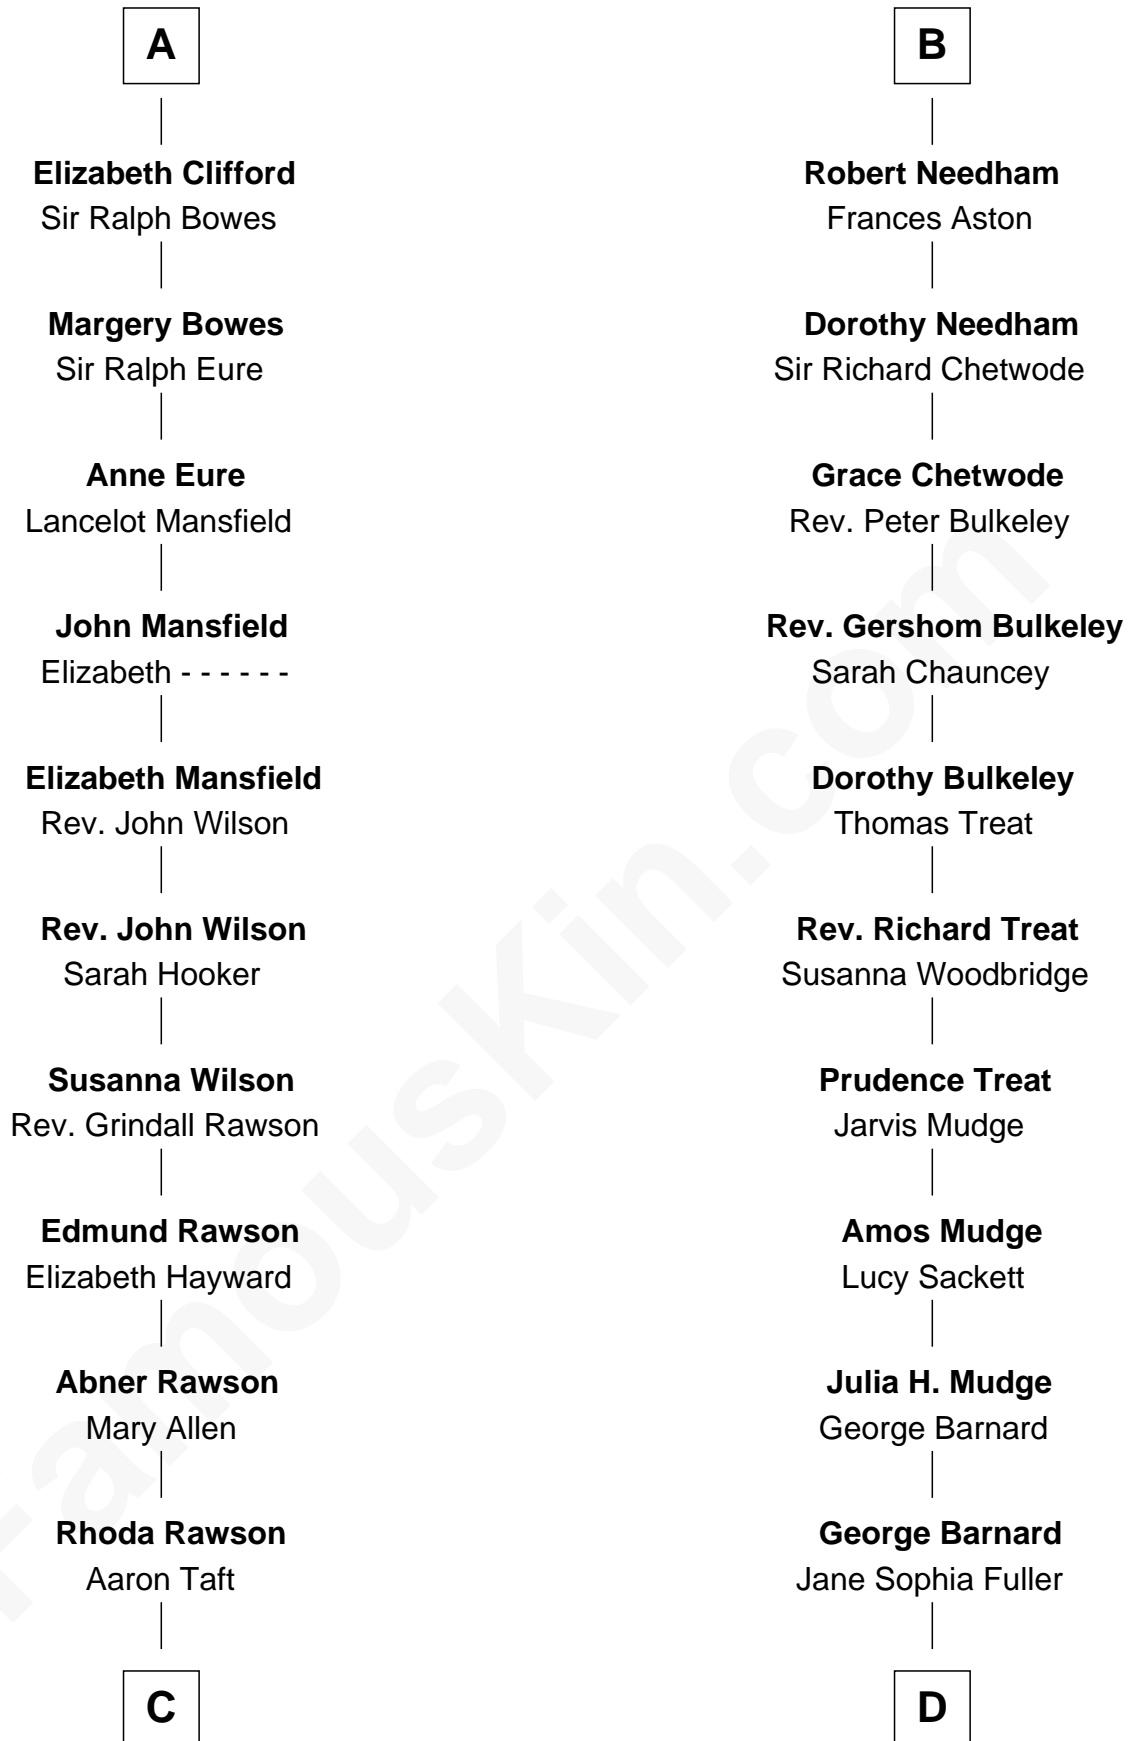 A
Elizabeth Clifford
Sir Ralph Bowes
Margery Bowes
Sir Ralph Eure
Anne Eure
Lancelot Mansfield
John Mansfield
Elizabeth - - - - - -
Elizabeth Mansfield
Rev. John Wilson
Rev. John Wilson
Sarah Hooker
Susanna Wilson
Rev. Grindall Rawson
Edmund Rawson
Elizabeth Hayward
Abner Rawson
Mary Allen
Rhoda Rawson
Aaron Taft
C
B
Robert Needham
Frances Aston
Dorothy Needham
Sir Richard Chetwode
Grace Chetwode
Rev. Peter Bulkeley
Rev. Gershom Bulkeley
Sarah Chauncey
Dorothy Bulkeley
Thomas Treat
Rev. Richard Treat
Susanna Woodbridge
Prudence Treat
Jarvis Mudge
Amos Mudge
Lucy Sackett
Julia H. Mudge
George Barnard
George Barnard
Jane Sophia Fuller
D
FamousKin.com